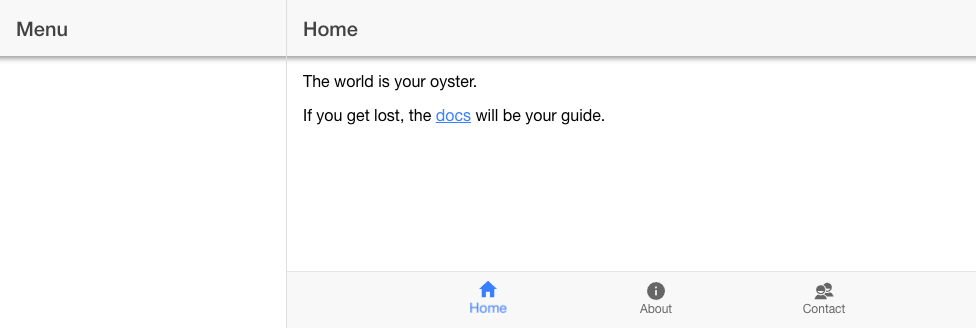 Menu
Home
The world is your oyster.
If you get lost, the docs will be your guide.
Home
About
Contact